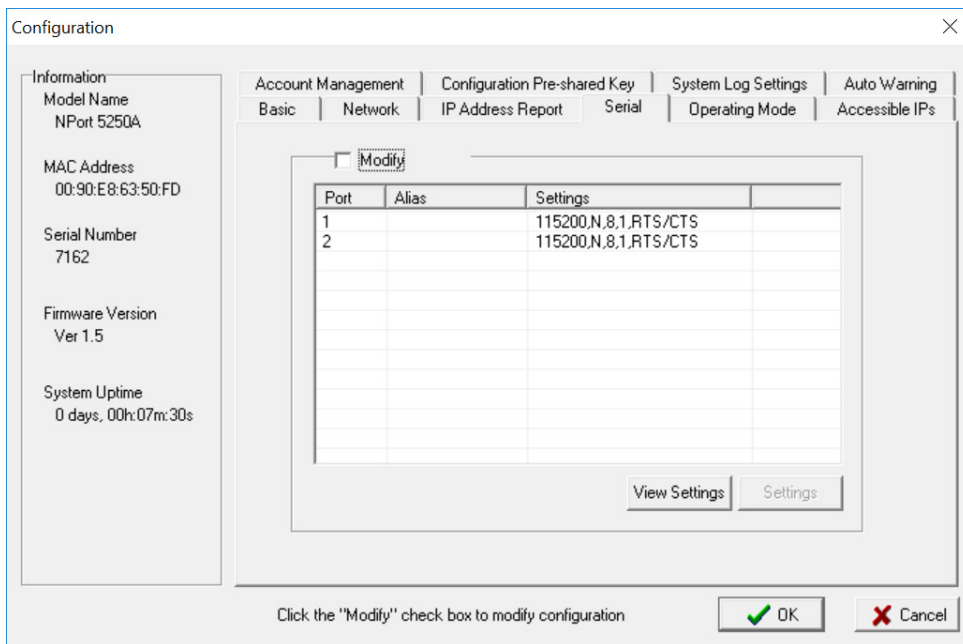 Configuration
Information
Model Name
NPort 5250A
MAC Address
00:90:E8:63:50:FD
Serial Number
7162
Firmware Version
Ver 1.5
System Uptime
0 days, 00h:07m:30s
Account Management Configuration Pre-shared Key System Log Settings Auto Warning
Basic Network IP Address Report Serial Operating Mode Accessible IPs
Modify
Port Alias Settings
1 115200,N,8,1,RTS/CTS
2 115200,N,8,1,RTS/CTS
View Settings Settings
Click the "Modify" check box to modify configuration OK Cancel